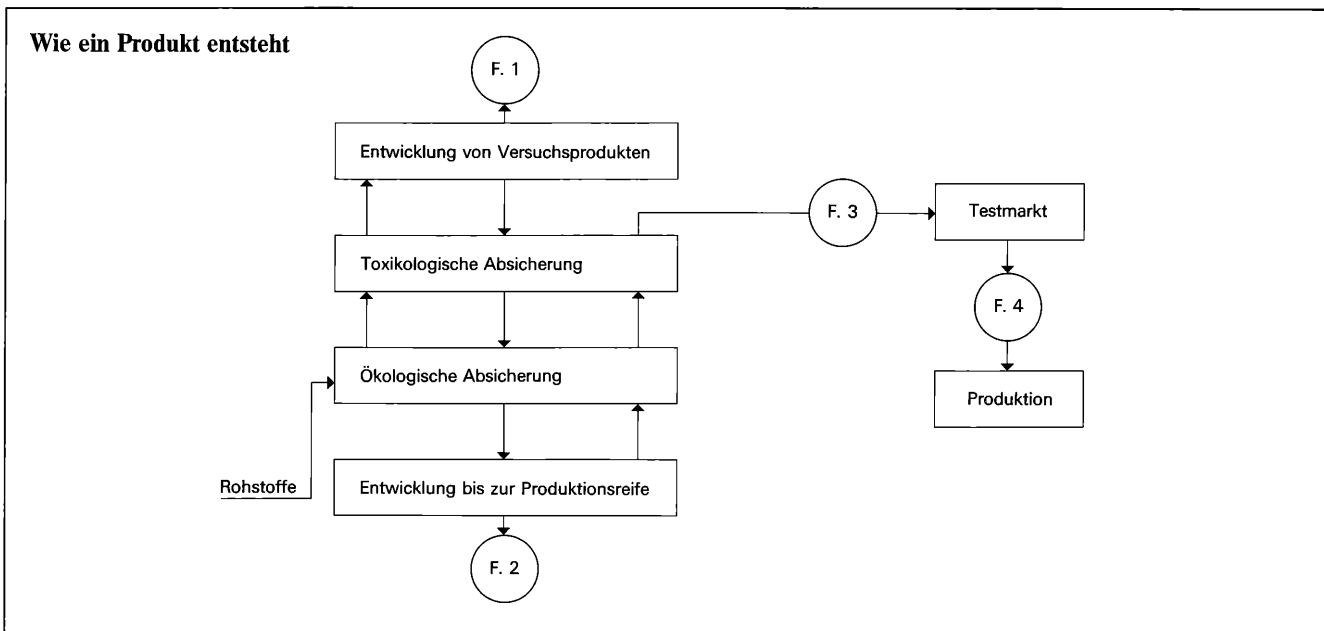 Wie ein Produkt entsteht
F. 1
Entwicklung von Versuchsprodukten
F. 3
Testmarkt
Toxikologische Absicherung
F. 4
Ökologische Absicherung
Produktion
Rohstoffe
Entwicklung bis zur Produktionsreife
F. 2